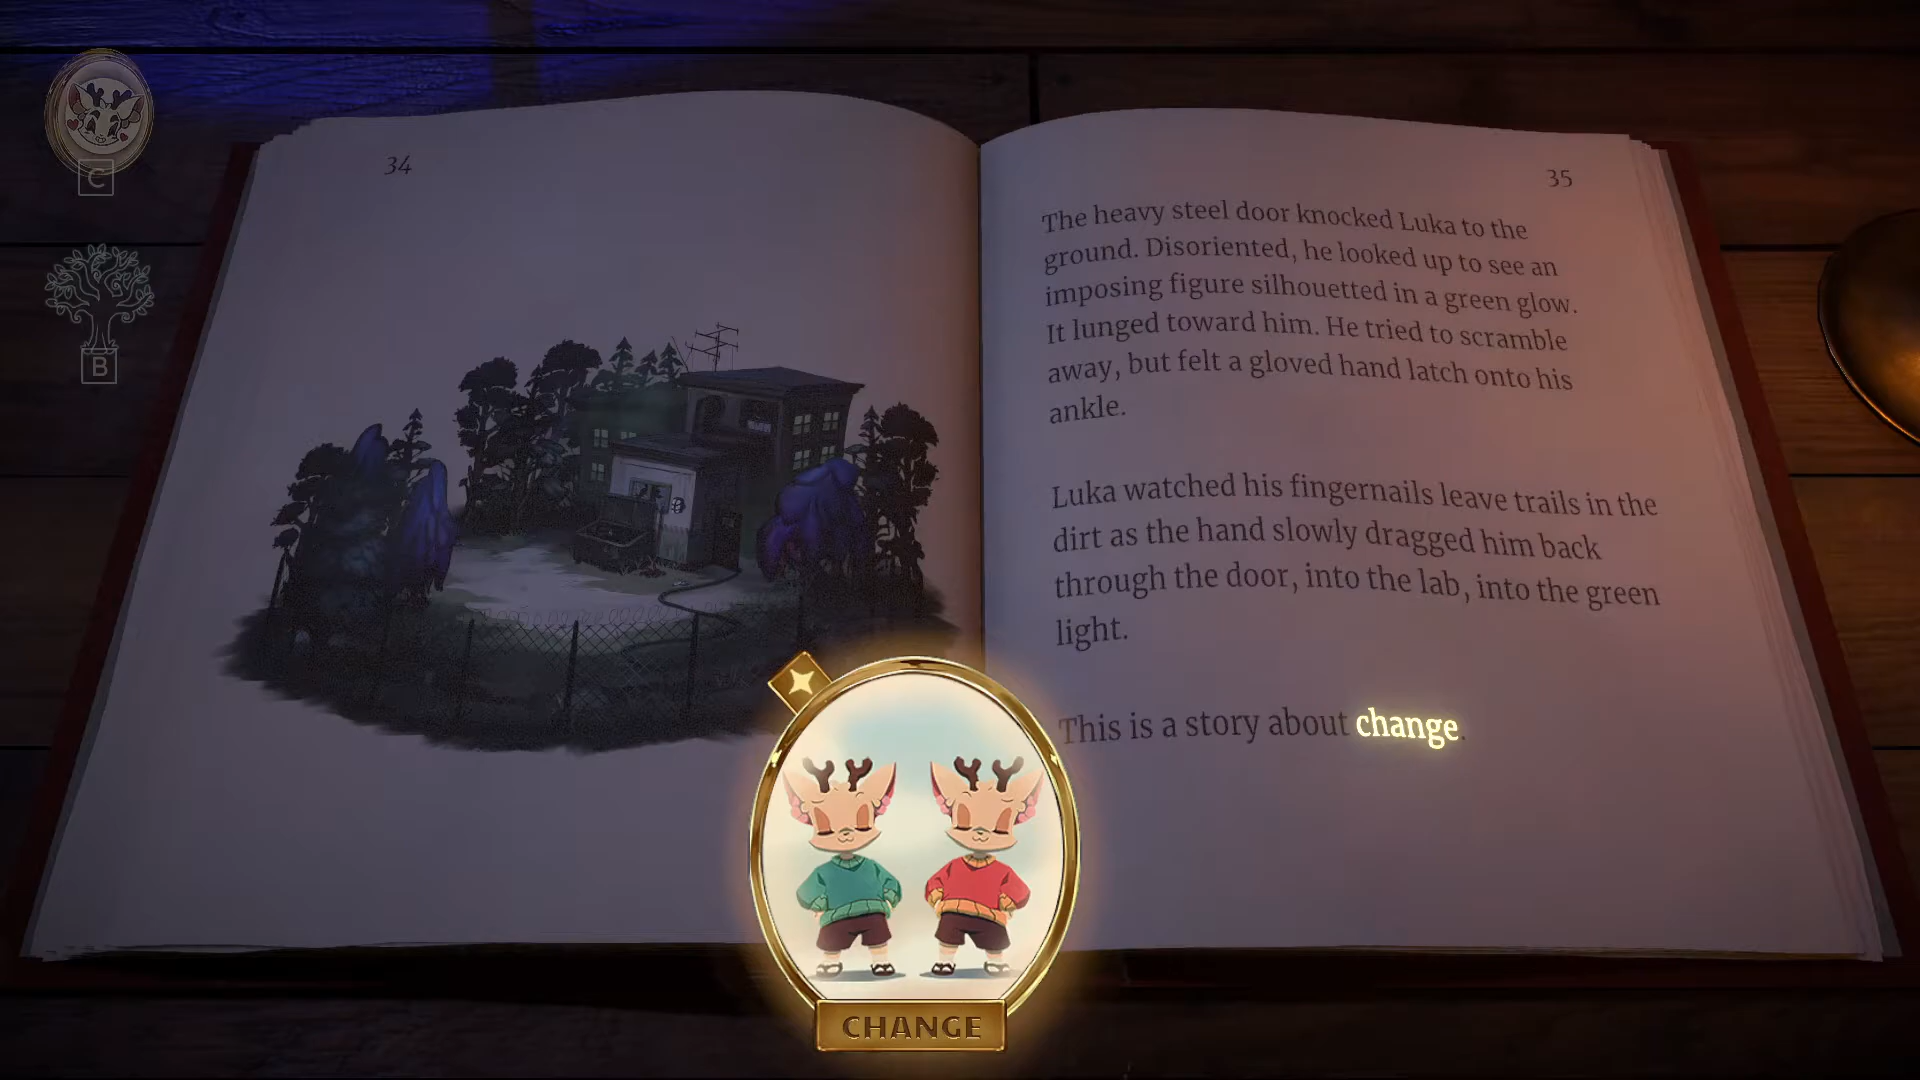 C
B
34
35
The heavy steel door knocked Luka to the
ground. Disoriented, he looked up to see an
imposing figure silhouetted in a green glow.
It lunged toward him. He tried to scramble
away, but felt a gloved hand latch onto his
ankle.
Luka watched his fingernails leave trails in the
dirt as the hand slowly dragged him back
through the door, into the lab, into the green
light.
This is a story about change.
CHANGE